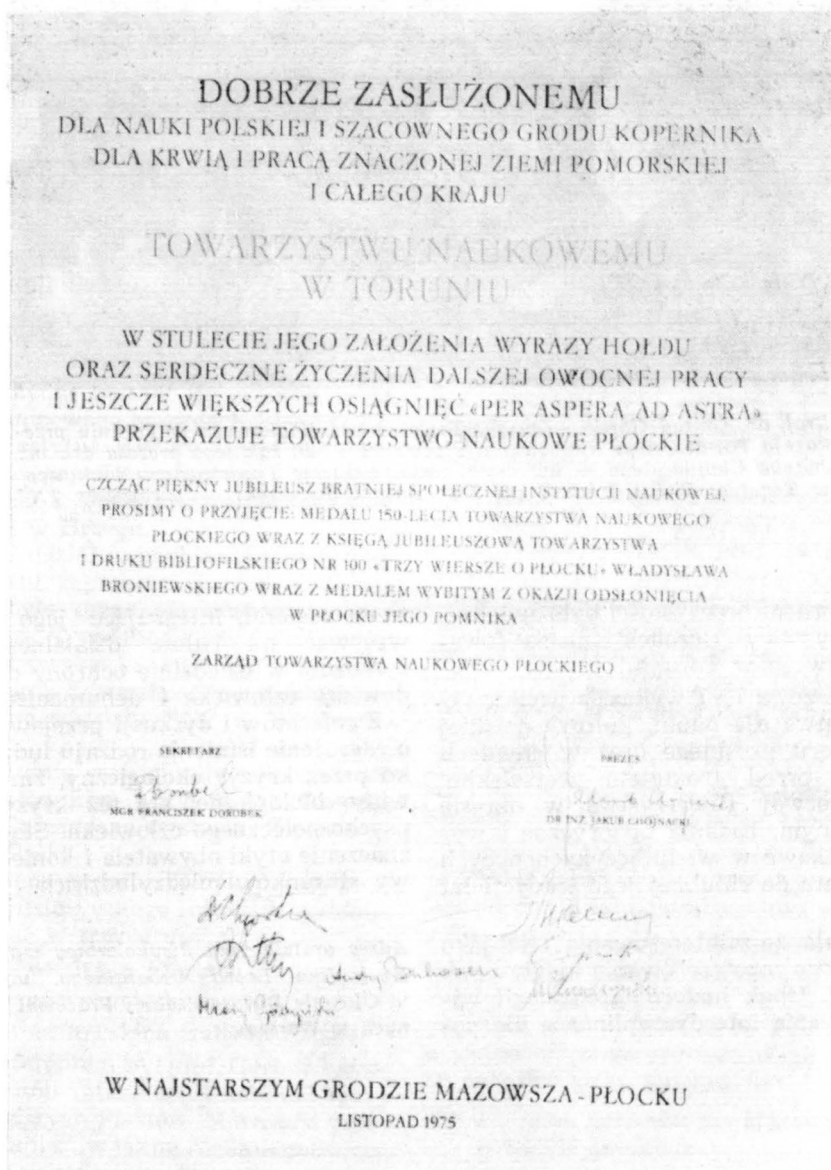 DOBRZE ZASŁUŻONEMU
DLA NAUKI POLSKIEJ I SZACOWNEGO GRODU KOPERNIKA
DLA KRWIĄ I PRACĄ ZNACZONEJ ZIEMI POMORSKIEJ
I CAŁEGO KRAJU
TOWARZYSTWU NAUKOWEMU
W TORUNIU
W STULECIE JEGO ZAŁOŻENIA WYRAZY HOŁDU
ORAZ SERDECZNE ŻYCZENIA DALSZEJ OWOCNEJ PRACY
I JESZCZE WIĘKSZYCH OSIĄGNIĘĆ «PER ASPERA AD ASTRA»
PRZEKAZUJE TOWARZYSTWO NAUKOWE PŁOCKIE
CZCZĄC PIĘKNY JUBILEUSZ BRATNIEJ SPOŁECZNEJ INSTYTUCJI NAUKOWEJ,
PROSIMY O PRZYJĘCIE: MEDALU 150-LECIA TOWARZYSTWA NAUKOWEGO
PŁOCKIEGO WRAZ Z KSIĘGĄ JUBILEUSZOWĄ TOWARZYSTWA
I DRUKU BIBLIOFILSKIEGO NR 100 «TRZY WIERSZE O PŁOCKU» WŁADYSŁAWA
BRONIEWSKIEGO WRAZ Z MEDALEM WYBITYM Z OKAZJI ODSŁONIĘCIA
W PŁOCKU JEGO POMNIKA
ZARZĄD TOWARZYSTWA NAUKOWEGO PŁOCKIEGO
SEKRETARZ
MGR FRANCISZEK DOROBEK
PREZES
DR INŻ. JAKUB CHOJNACKI
W NAJSTARSZYM GRODZIE MAZOWSZA - PŁOCKU
LISTOPAD 1975